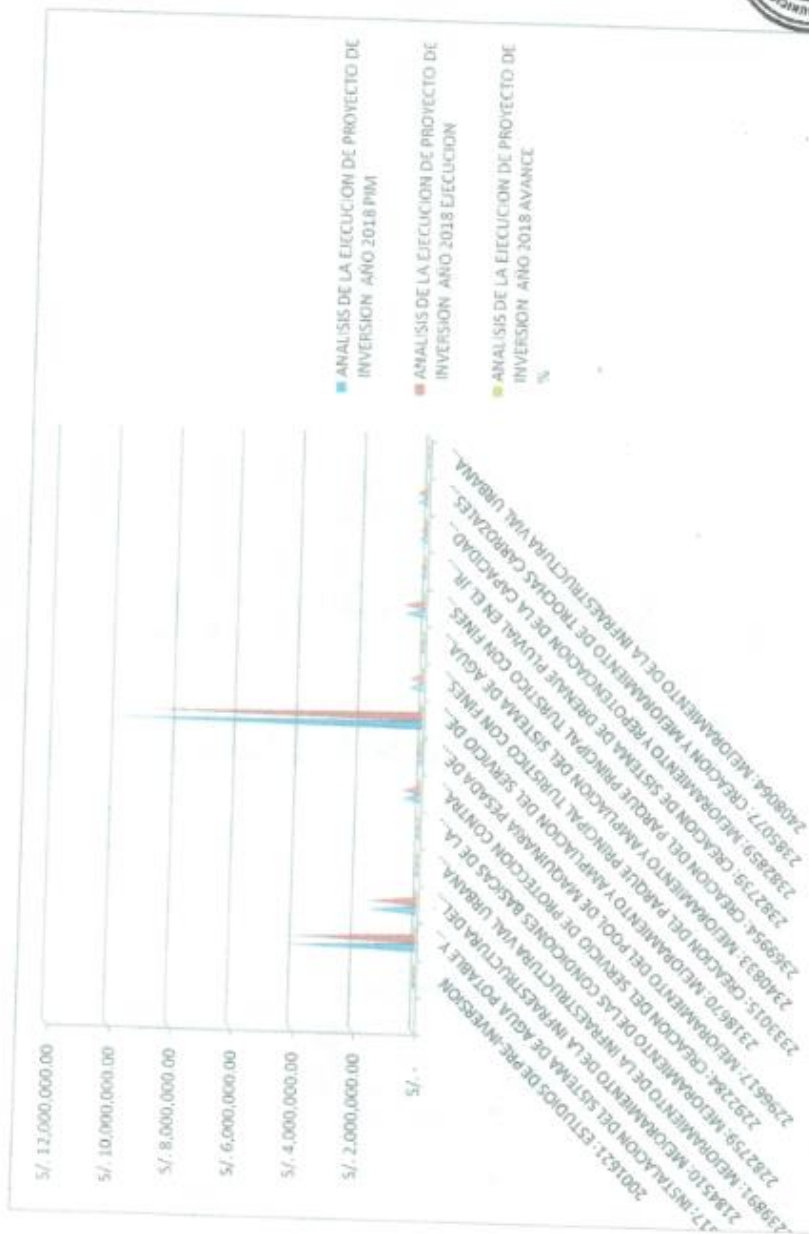 S/. 12,000,000.00
S/. 10,000,000.00
S/. 8,000,000.00
S/. 6,000,000.00
S/. 4,000,000.00
S/. 2,000,000.00
S/. -
2001621: ESTUDIOS DE PRE-INVERSION
17: INSTALACION DEL SISTEMA DE AGUA POTABLE Y
2184510: MEJORAMIENTO DE LA INFRAESTRUCTURA DEL
239891: MEJORAMIENTO DE LA INFRAESTRUCTURA VIAL URBANA
2282759: MEJORAMIENTO DE LAS CONDICIONES BASICAS DE LA...
2292284: CREACION DEL SERVICIO DE PROTECCION CONTRA
2296617: MEJORAMIENTO DEL POOL DE MAQUINARIA PESADA DE
2318670: MEJORAMIENTO Y AMPLIACION DEL SERVICIO DE...
2333015: CREACION DEL PARQUE PRINCIPAL TURISTICO CON FINES...
2340833: MEJORAMIENTO Y AMPLIACION DEL SISTEMA DE AGUA...
2369954: CREACION DEL PARQUE PRINCIPAL TURISTICO CON FINES
2382739: CREACION DE SISTEMA DE DRENAJE PLUVIAL EN EL JR.
2382859: MEJORAMIENTO Y REPOTENCIACION DE LA CAPACIDAD...
2385077: CREACION Y MEJORAMIENTO DE TROCHAS CARROZALES...
2408064: MEJORAMIENTO DE LA INFRAESTRUCTURA VIAL URBANA
ANALISIS DE LA EJECUCION DE PROYECTO DE
INVERSION AÑO 2018 PIM
ANALISIS DE LA EJECUCION DE PROYECTO DE
INVERSION AÑO 2018 EJECUCION
ANALISIS DE LA EJECUCION DE PROYECTO DE
INVERSION AÑO 2018 AVANCE
%